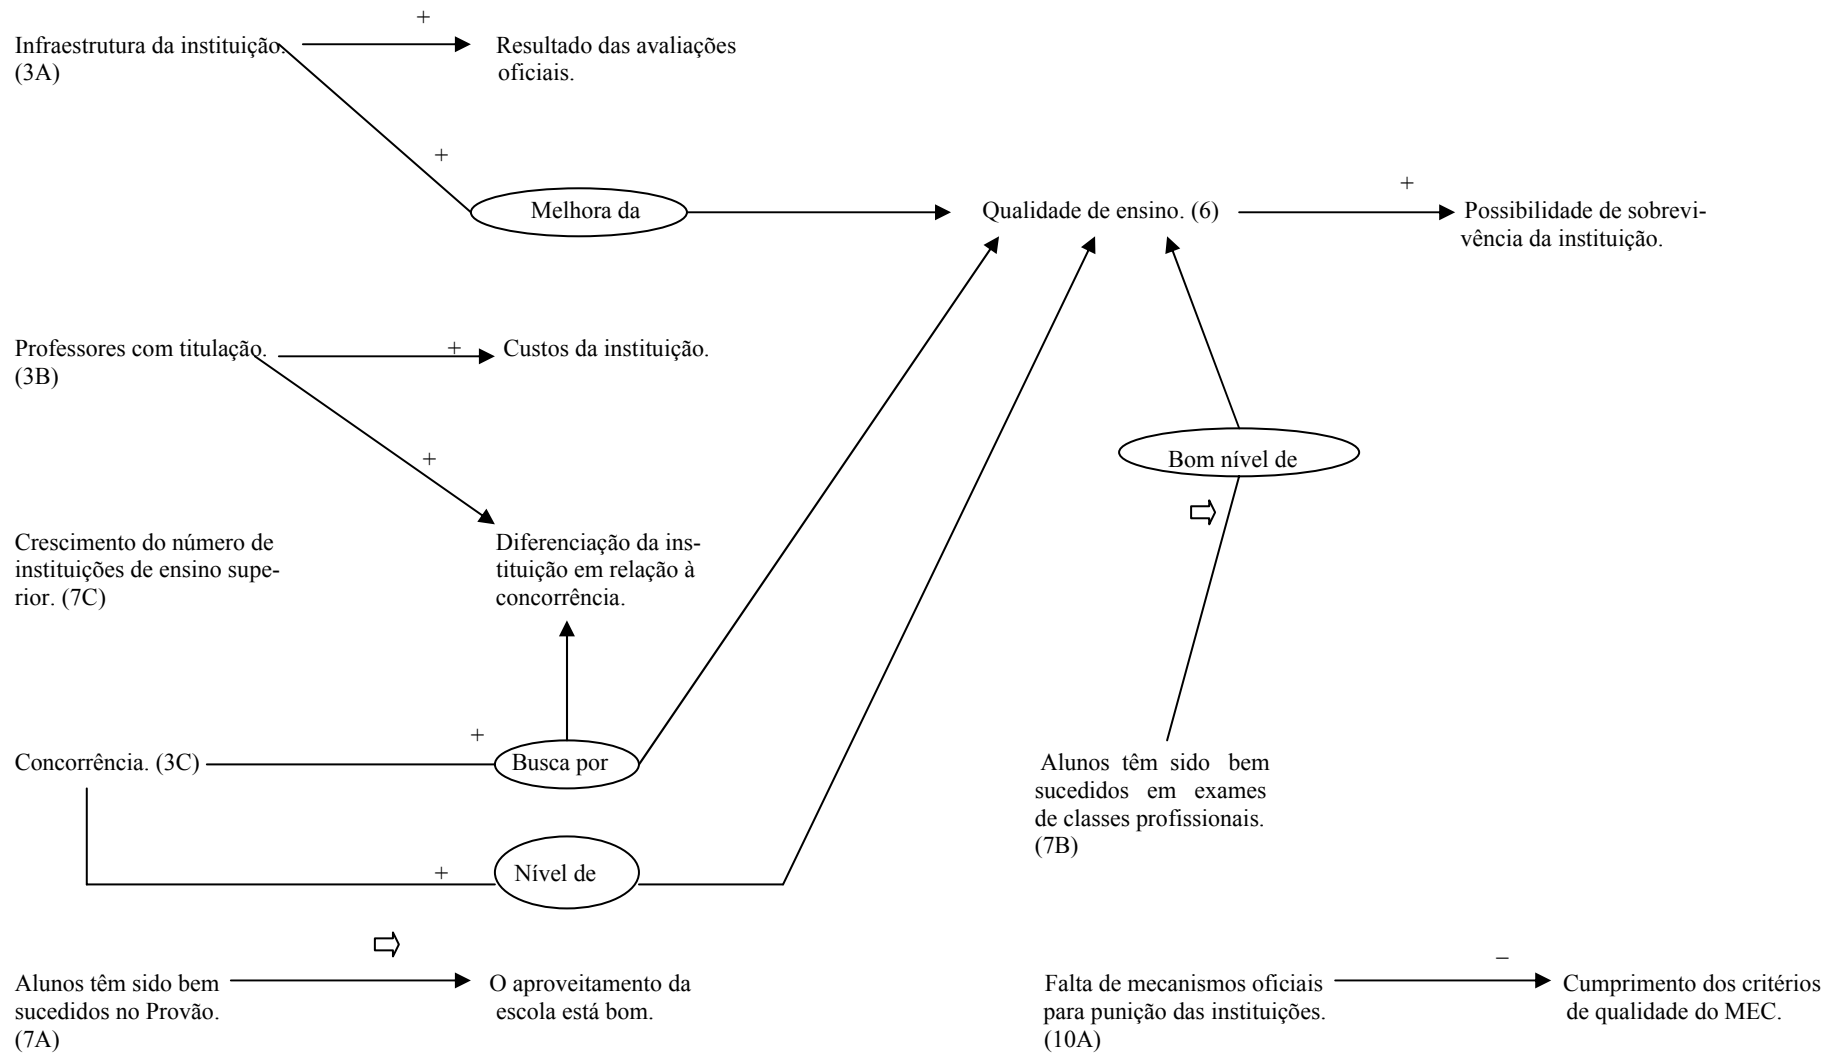 +
Infraestrutura da instituição.
(3A)
Resultado das avaliações
oficiais.
+
Melhora da
Qualidade de ensino. (6)
+
Possibilidade de sobrevi-
vência da instituição.
Professores com titulação.
(3B)
+
Custos da instituição.
+
Bom nível de
Crescimento do número de
instituições de ensino supe-
rior. (7C)
Diferenciação da ins-
tituição em relação à
concorrência.
Concorrência. (3C)
+
Busca por
Alunos têm sido bem
sucedidos em exames
de classes profissionais.
(7B)
+
Nível de
Alunos têm sido bem
sucedidos no Provão.
(7A)
O aproveitamento da
escola está bom.
Falta de mecanismos oficiais
para punição das instituições.
(10A)
–
Cumprimento dos critérios
de qualidade do MEC.